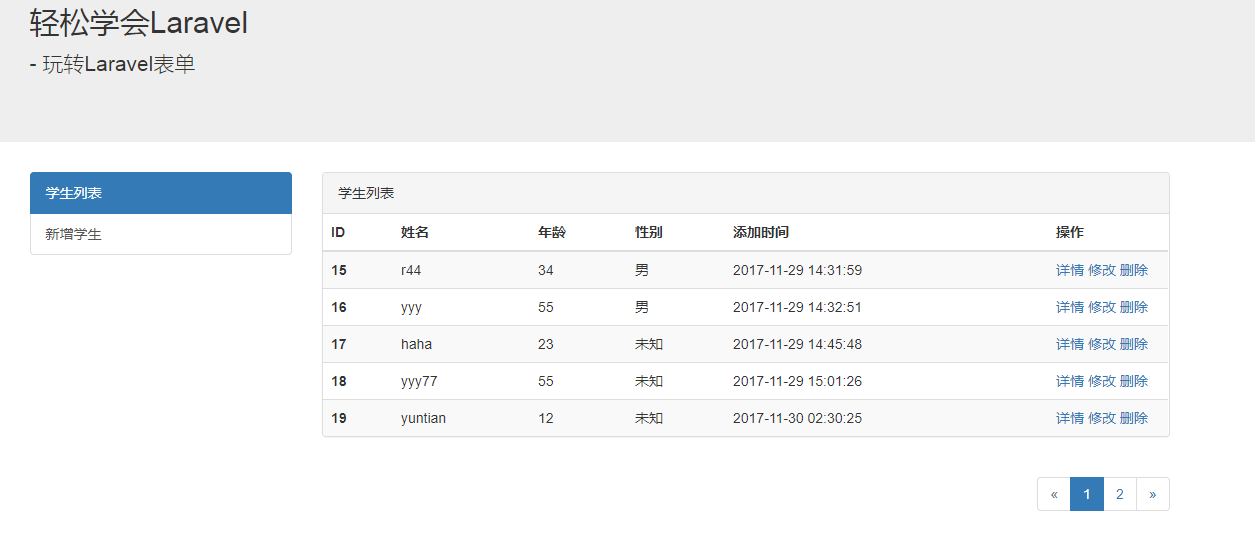 轻松学会Laravel
- 玩转Laravel表单
学生列表
新增学生
学生列表
ID 姓名 年龄 性别 添加时间 操作
15 r44 34 男 2017-11-29 14:31:59 详情 修改 删除
16 yyy 55 男 2017-11-29 14:32:51 详情 修改 删除
17 haha 23 未知 2017-11-29 14:45:48 详情 修改 删除
18 yyy77 55 未知 2017-11-29 15:01:26 详情 修改 删除
19 yuntian 12 未知 2017-11-30 02:30:25 详情 修改 删除
« 1 2 »